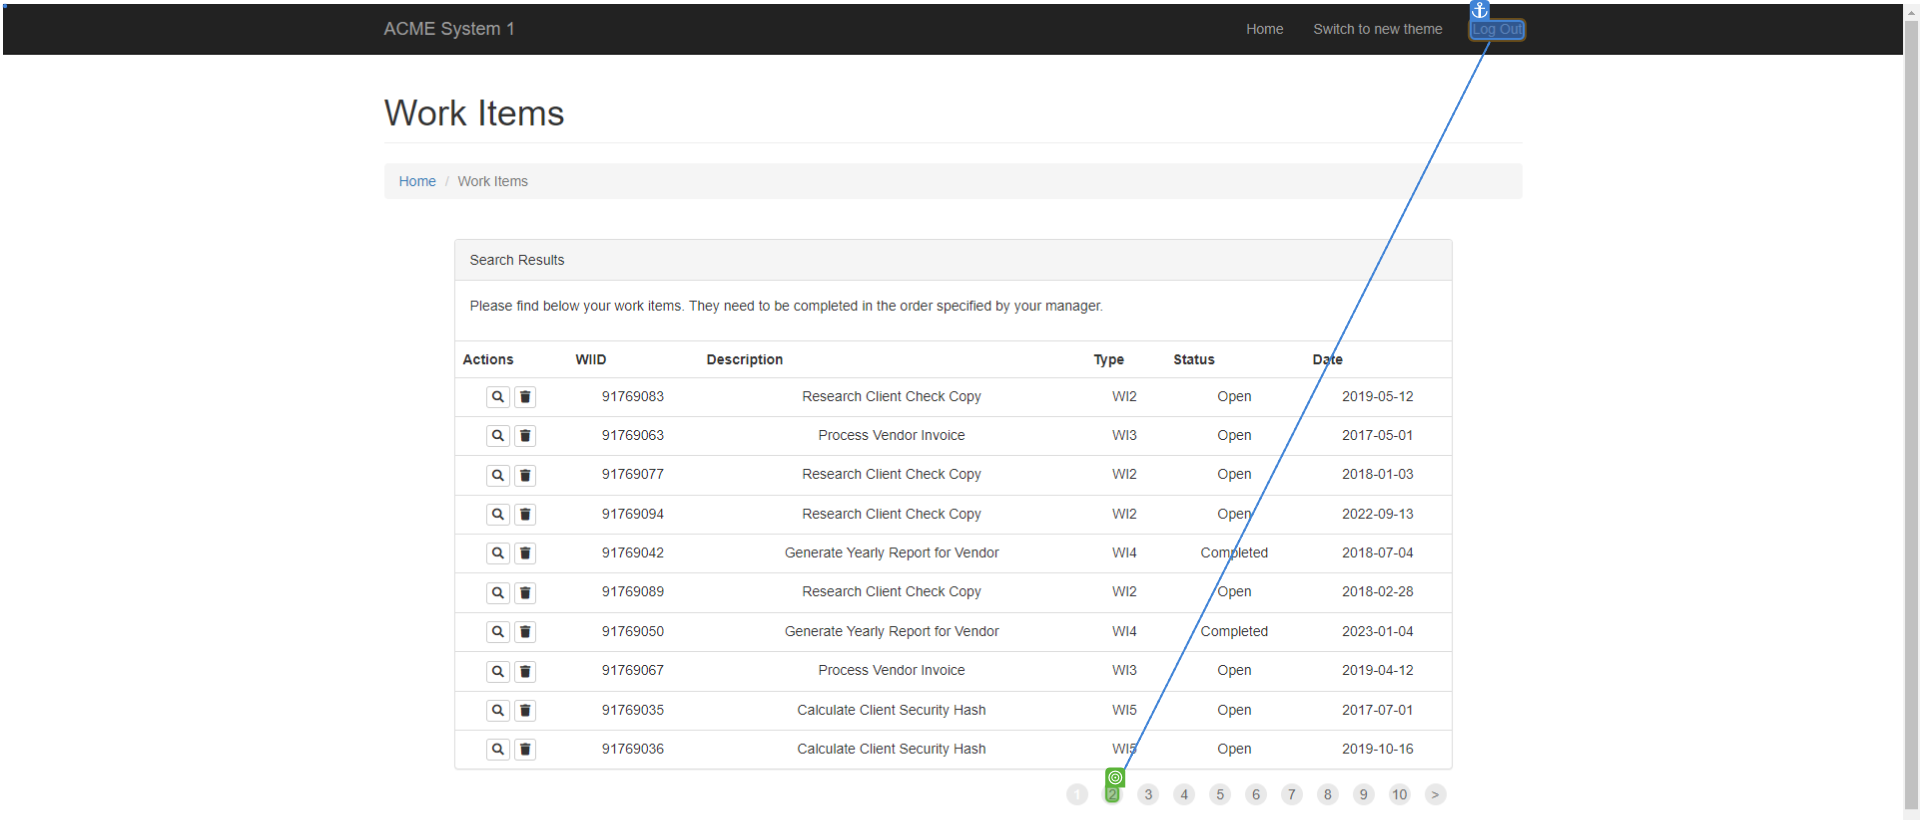 ACME System 1 Home Switch to new theme Log Out
Work Items
Home / Work Items
Search Results
Please find below your work items. They need to be completed in the order specified by your manager.
Actions WIID Description Type Status Date
91769083 Research Client Check Copy WI2 Open 2019-05-12
91769063 Process Vendor Invoice WI3 Open 2017-05-01
91769077 Research Client Check Copy WI2 Open 2018-01-03
91769094 Research Client Check Copy WI2 Open 2022-09-13
91769042 Generate Yearly Report for Vendor WI4 Completed 2018-07-04
91769089 Research Client Check Copy WI2 Open 2018-02-28
91769050 Generate Yearly Report for Vendor WI4 Completed 2023-01-04
91769067 Process Vendor Invoice WI3 Open 2019-04-12
91769035 Calculate Client Security Hash WI5 Open 2017-07-01
91769036 Calculate Client Security Hash WI5 Open 2019-10-16
1 2 3 4 5 6 7 8 9 10 >